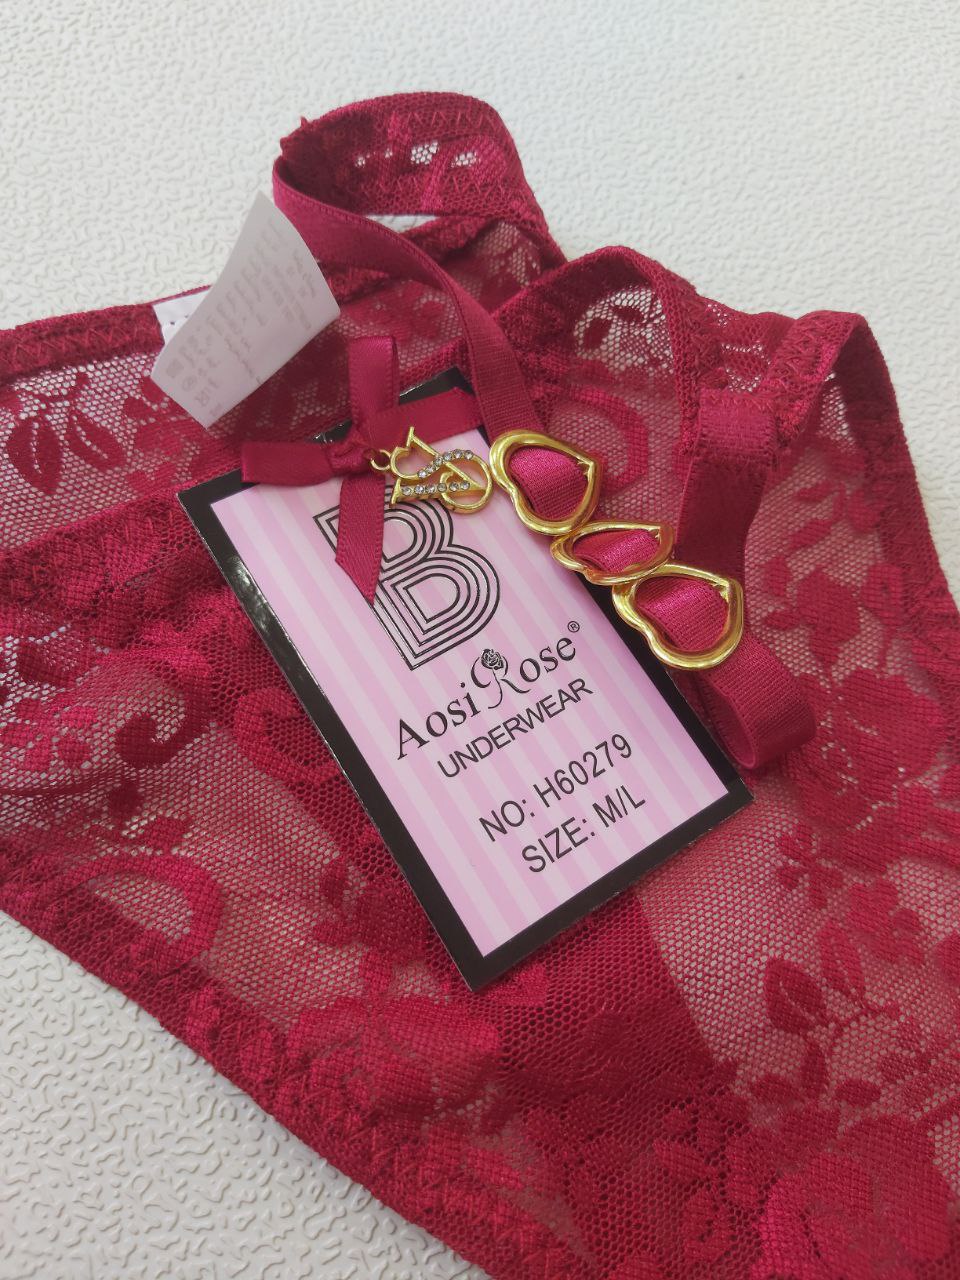 B
Aosi Rose®
UNDERWEAR
NO: H60279
SIZE: M/L